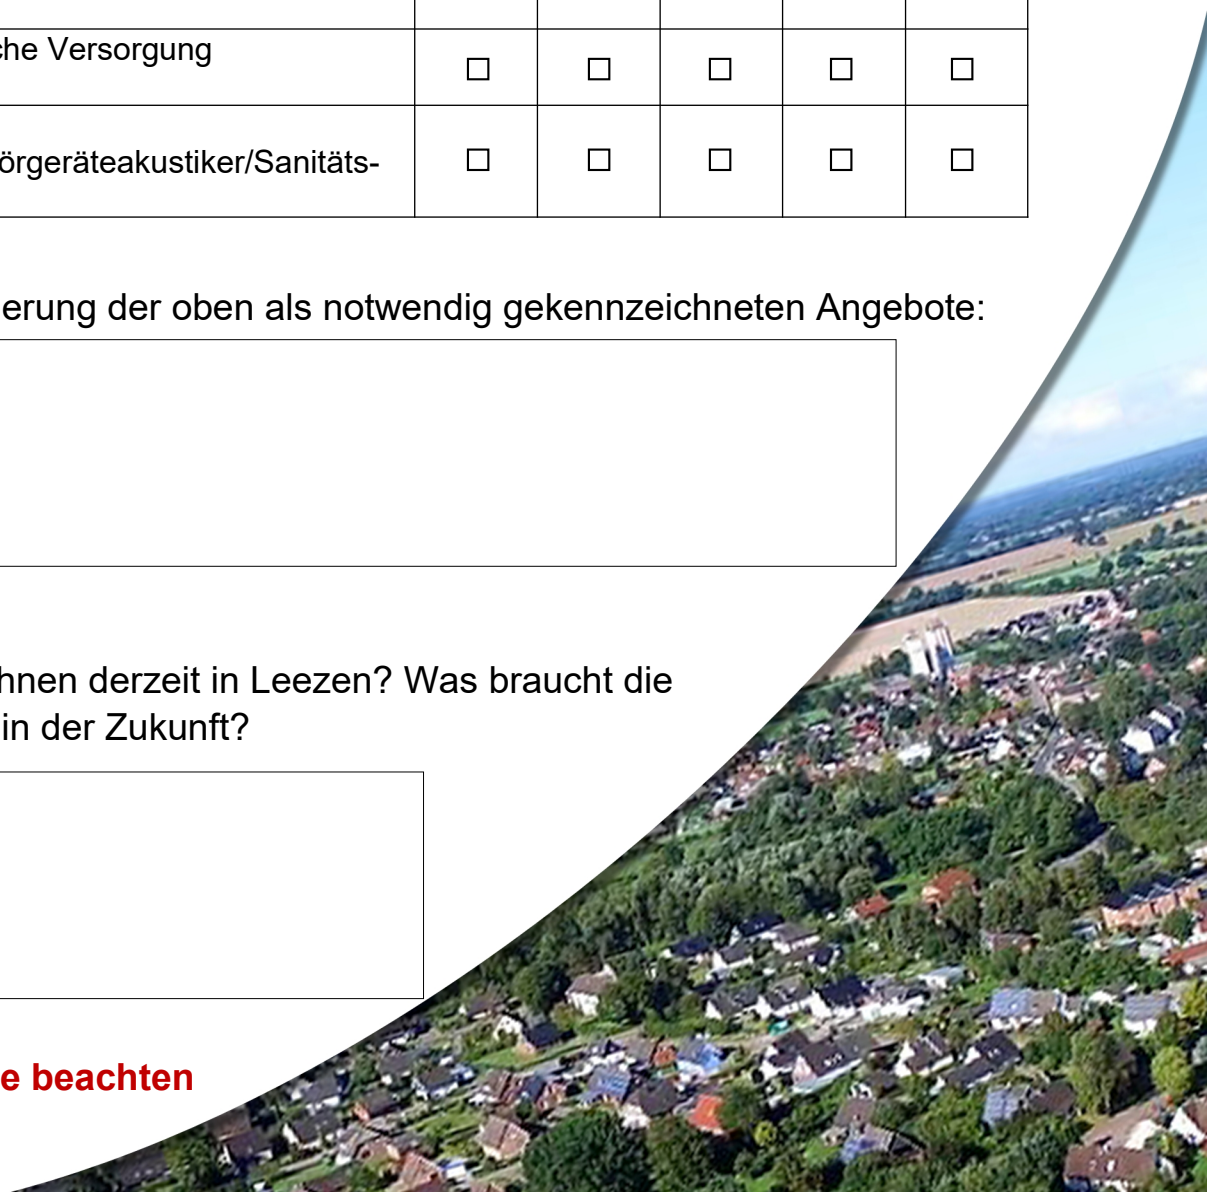 che Versorgung
☐ ☐ ☐ ☐ ☐
örgeräteakustiker/Sanitäts-
☐ ☐ ☐ ☐ ☐
erung der oben als notwendig gekennzeichneten Angebote:
hnen derzeit in Leezen? Was braucht die
in der Zukunft?
e beachten